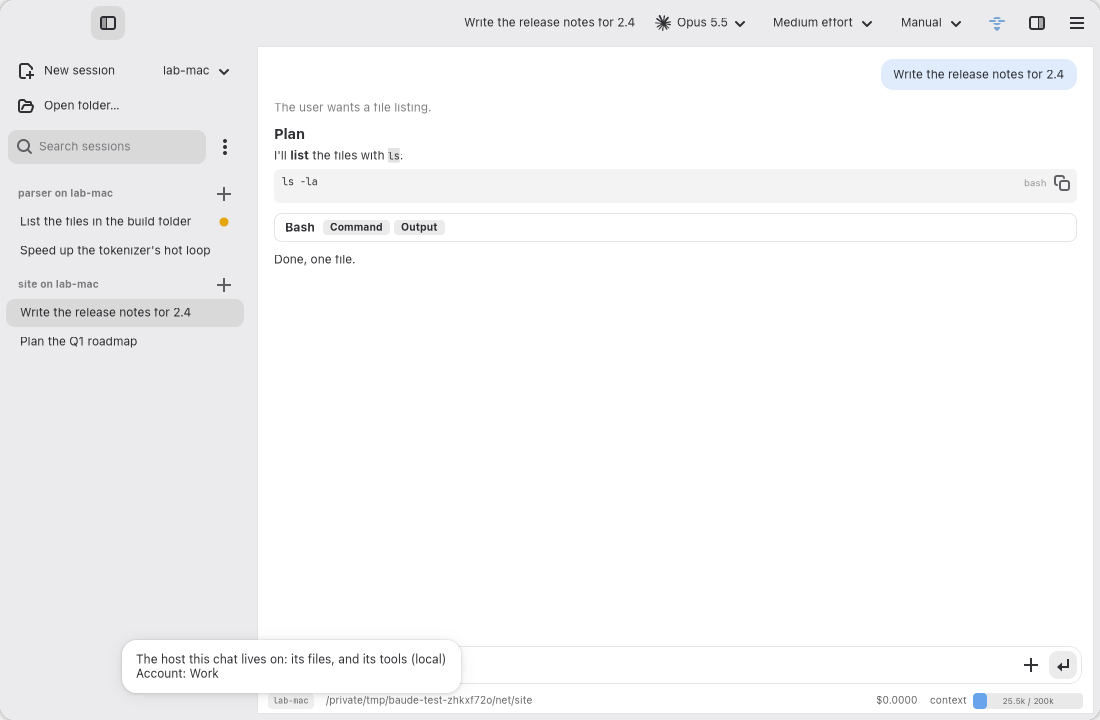 Write the release notes for 2.4
Opus 5.5
Medium effort
Manual
New session
lab-mac
Open folder...
Search sessions
parser on lab-mac
List the files in the build folder
Speed up the tokenizer's hot loop
site on lab-mac
Write the release notes for 2.4
Plan the Q1 roadmap
Write the release notes for 2.4
The user wants a file listing.
Plan
I'll list the files with ls.
ls -la
bash
Bash Command Output
Done, one file.
The host this chat lives on: its files, and its tools (local)
Account: Work
lab-mac
/private/tmp/baude-test-zhkxf72o/net/site
$0.0000
context
25.5k / 200k